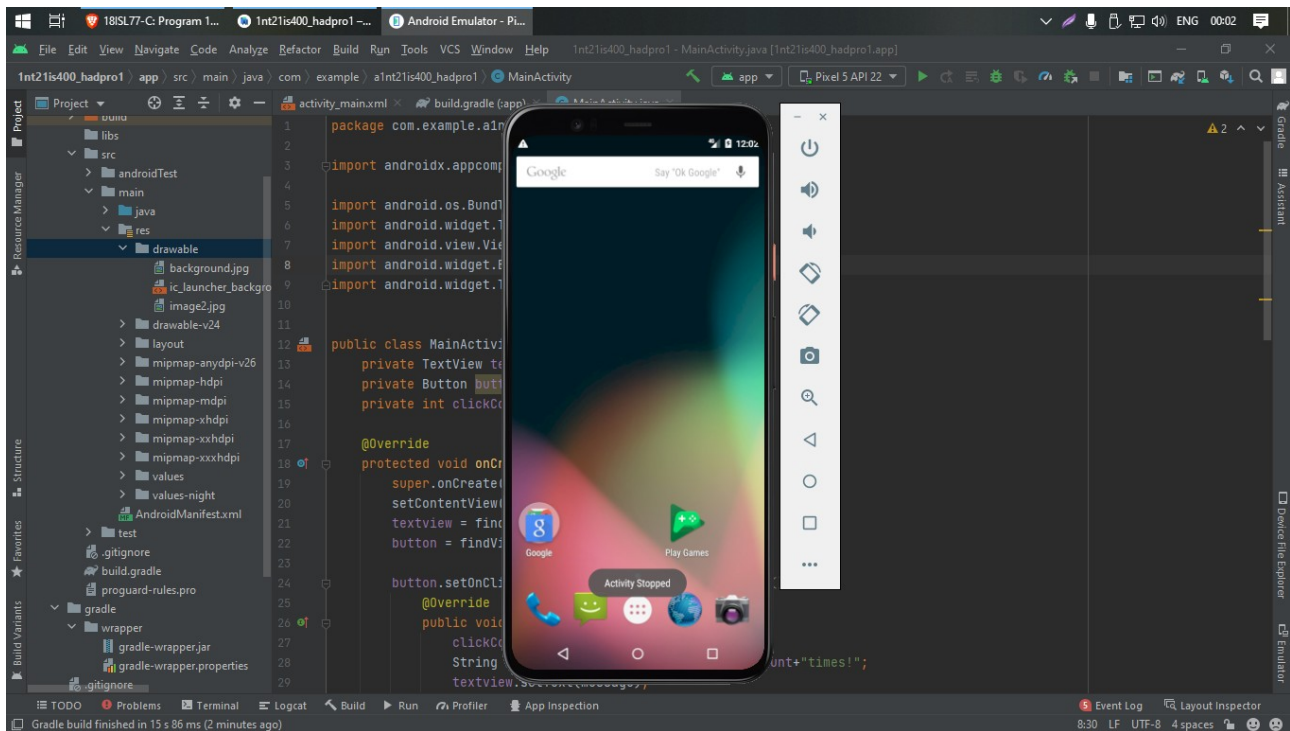 18ISL77-C: Program 1...
1nt21is400_hadpro1 –...
Android Emulator - Pi...
ENG 00:02
File Edit View Navigate Code Analyze Refactor Build Run Tools VCS Window Help 1nt21is400_hadpro1 - MainActivity.java [1nt21is400_hadpro1.app]
1nt21is400_hadpro1 app src main java com example a1nt21is400_hadpro1 MainActivity
app Pixel 5 API 22
Project
activity_main.xml build.gradle (:app) MainActivity.java
build
libs
src
androidTest
main
java
res
drawable
background.jpg
ic_launcher_backgro
image2.jpg
drawable-v24
layout
mipmap-anydpi-v26
mipmap-hdpi
mipmap-mdpi
mipmap-xhdpi
mipmap-xxhdpi
mipmap-xxxhdpi
values
values-night
AndroidManifest.xml
test
.gitignore
build.gradle
proguard-rules.pro
gradle
wrapper
gradle-wrapper.jar
gradle-wrapper.properties
.gitignore
Project
Resource Manager
Structure
Favorites
Build Variants
1 package com.example.a1n
2
3 import androidx.appcomp
4
5 import android.os.Bundl
6 import android.widget.T
7 import android.view.Vie
8 import android.widget.B
9 import android.widget.T
10
11
12 public class MainActivi
13 private TextView te
14 private Button butt
15 private int clickCo
16
17 @Override
18 protected void onCr
19 super.onCreate(
20 setContentView(
21 textview = find
22 button = findVi
23
24 button.setOnCli
25 @Override
26 public void
27 clickCo
28 String unt+"times!";
29 textview.setText(message);
12:02
Google Say "Ok Google"
Google
Play Games
Activity Stopped
2
Gradle
Assistant
Device File Explorer
Emulator
TODO Problems Terminal Logcat Build Run Profiler App Inspection 5 Event Log Layout Inspector
Gradle build finished in 15 s 86 ms (2 minutes ago) 8:30 LF UTF-8 4 spaces